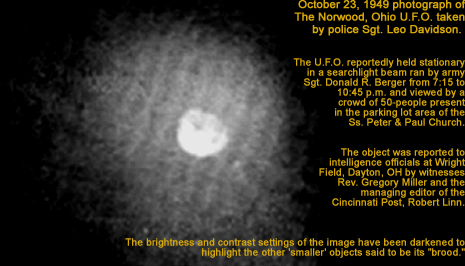 October 23, 1949 photograph of
The Norwood, Ohio U.F.O. taken
by police Sgt. Leo Davidson.
The U.F.O. reportedly held stationary
in a searchlight beam ran by army
Sgt. Donald R. Berger from 7:15 to
10:45 p.m. and viewed by a
crowd of 50-people present
in the parking lot area of the
Ss. Peter & Paul Church.
The object was reported to
intelligence officials at Wright
Field, Dayton, OH by witnesses
Rev. Gregory Miller and the
managing editor of the
Cincinnati Post, Robert Linn.
The brightness and contrast settings of the image have been darkened to
highlight the other 'smaller' objects said to be its "brood."